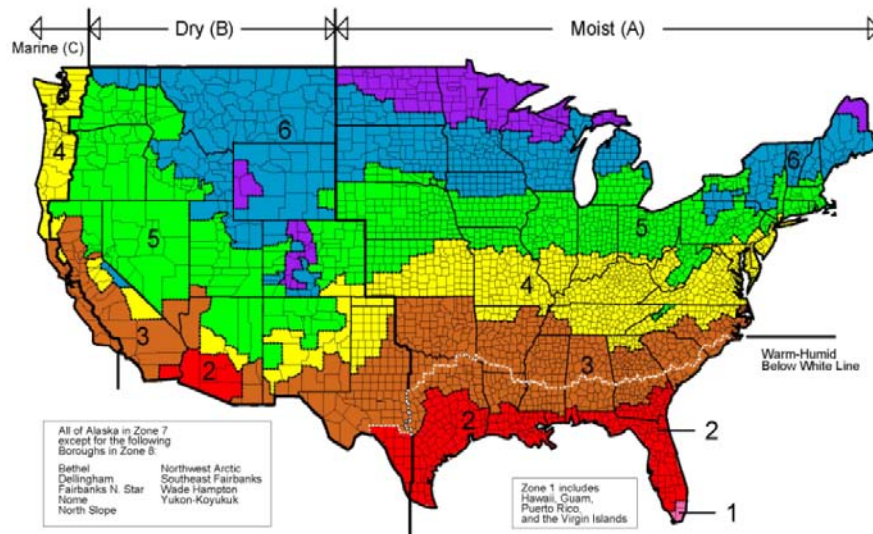 Marine (C)
Dry (B)
Moist (A)
7
6
6
4
5
5
4
3
3
Warm-Humid
Below White Line
2
2
2
1
All of Alaska in Zone 7
except for the following
Boroughs in Zone 8:
Bethel Northwest Arctic
Dellingham Southeast Fairbanks
Fairbanks N. Star Wade Hampton
Nome Yukon-Koyukuk
North Slope
Zone 1 includes
Hawaii, Guam,
Puerto Rico,
and the Virgin Islands